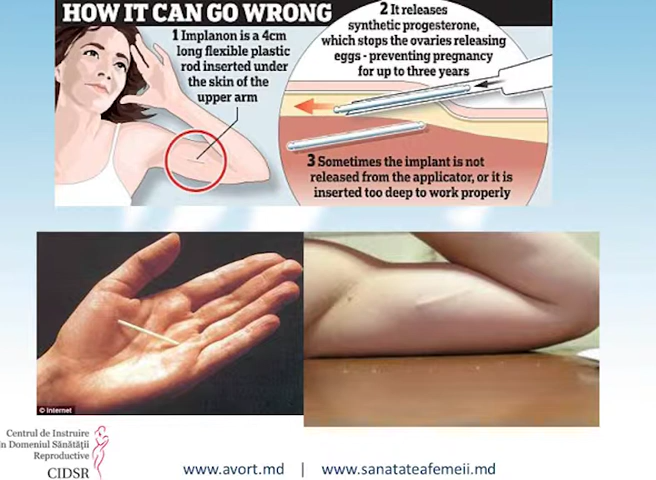 HOW IT CAN GO WRONG
1 Implanon is a 4cm
long flexible plastic
rod inserted under
the skin of the
upper arm
2 It releases
synthetic progesterone,
which stops the ovaries releasing
eggs - preventing pregnancy
for up to three years
3 Sometimes the implant is not
released from the applicator, or it is
inserted too deep to work properly
© Internet
Centrul de Instruire
în Domeniul Sănătăţii
Reproductive
CIDSR
www.avort.md | www.sanatateafemeii.md